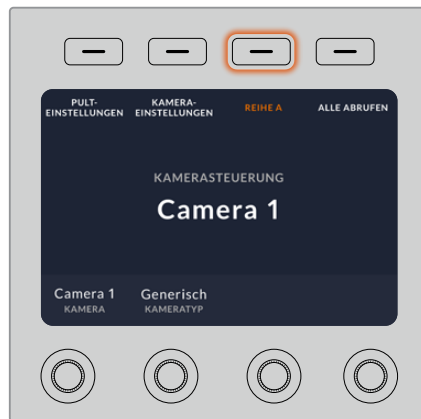 PULT-
EINSTELLUNGEN
KAMERA-
EINSTELLUNGEN
REIHE A
ALLE ABRUFEN
KAMERASTEUERUNG
Camera 1
Camera 1
KAMERA
Generisch
KAMERATYP